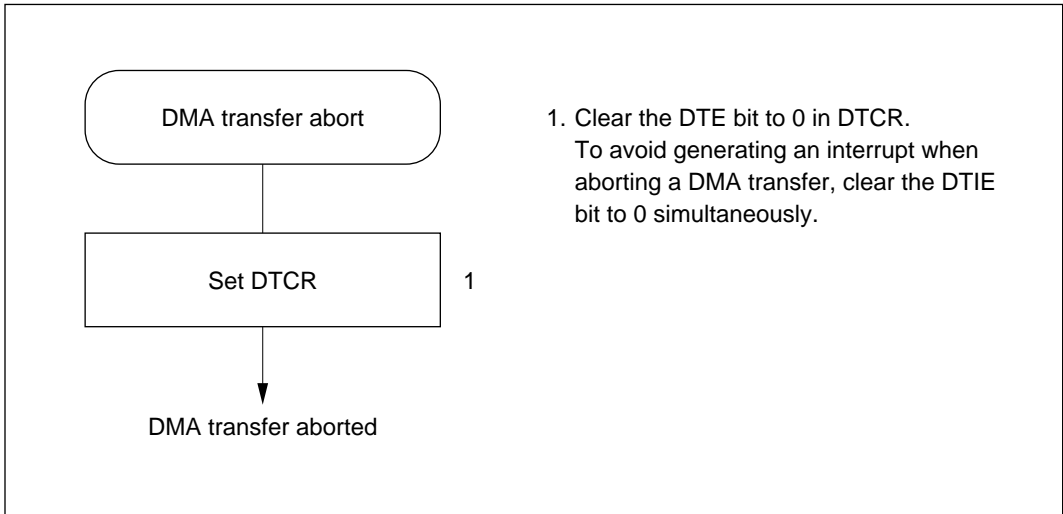 DMA transfer abort
Set DTCR
1
DMA transfer aborted
1. Clear the DTE bit to 0 in DTCR.
To avoid generating an interrupt when
aborting a DMA transfer, clear the DTIE
bit to 0 simultaneously.